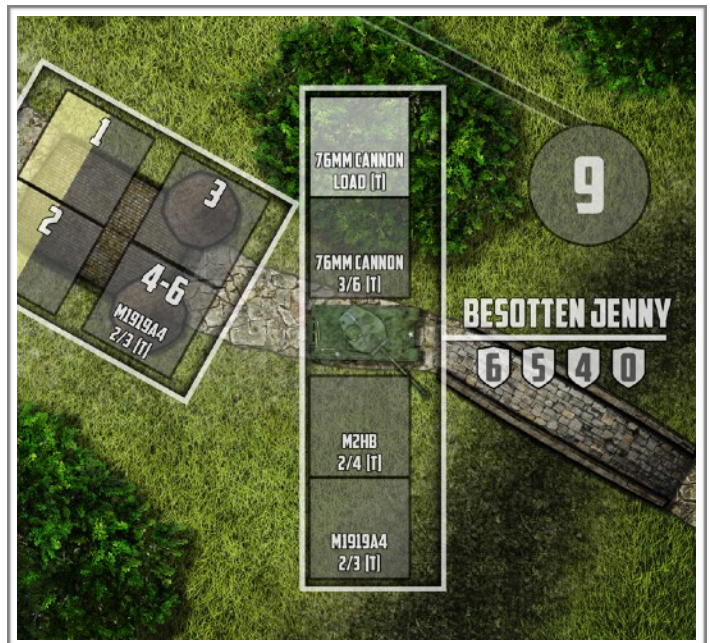 1
2
3
4-6
M1919A4
2/3 [T]
76MM CANNON
LOAD [T]
76MM CANNON
3/6 [T]
M2HB
2/4 [T]
M1919A4
2/3 [T]
9
BESOTTEN JENNY
6 5 4 0